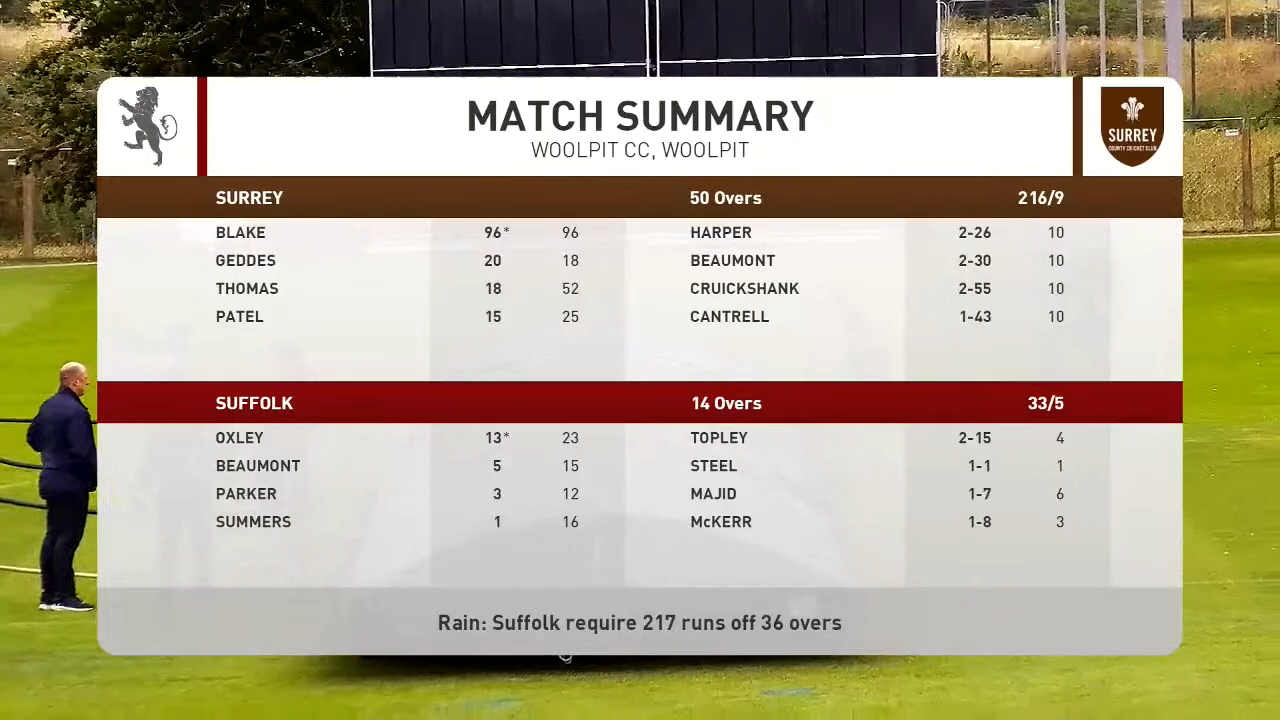 MATCH SUMMARY
WOOLPIT CC, WOOLPIT
SURREY
COUNTY CRICKET CLUB
SURREY 50 Overs 216/9
BLAKE 96* 96 HARPER 2-26 10
GEDDES 20 18 BEAUMONT 2-30 10
THOMAS 18 52 CRUICKSHANK 2-55 10
PATEL 15 25 CANTRELL 1-43 10
SUFFOLK 14 Overs 33/5
OXLEY 13* 23 TOPLEY 2-15 4
BEAUMONT 5 15 STEEL 1-1 1
PARKER 3 12 MAJID 1-7 6
SUMMERS 1 16 McKERR 1-8 3
Rain: Suffolk require 217 runs off 36 overs